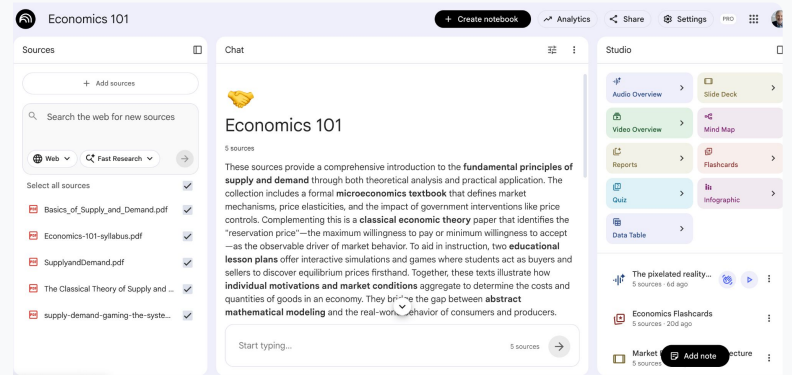 Economics 101
+ Create notebook
Analytics
Share
Settings
PRO
Sources
+ Add sources
Search the web for new sources
Web
Fast Research
Select all sources
PDF Basics_of_Supply_and_Demand.pdf
PDF Economics-101-syllabus.pdf
PDF SupplyandDemand.pdf
PDF The Classical Theory of Supply and ...
PDF supply-demand-gaming-the-syste...
Chat
Economics 101
5 sources
These sources provide a comprehensive introduction to the fundamental principles of
supply and demand through both theoretical analysis and practical application. The
collection includes a formal microeconomics textbook that defines market
mechanisms, price elasticities, and the impact of government interventions like price
controls. Complementing this is a classical economic theory paper that identifies the
"reservation price"—the maximum willingness to pay or minimum willingness to accept
—as the observable driver of market behavior. To aid in instruction, two educational
lesson plans offer interactive simulations and games where students act as buyers and
sellers to discover equilibrium prices firsthand. Together, these texts illustrate how
individual motivations and market conditions aggregate to determine the costs and
quantities of goods in an economy. They bridge the gap between abstract
mathematical modeling and the real-world behavior of consumers and producers.
Start typing...
5 sources
Studio
Audio Overview
Slide Deck
Video Overview
Mind Map
Reports
Flashcards
Quiz
Infographic
Data Table
The pixelated reality...
5 sources · 6d ago
Economics Flashcards
5 sources · 20d ago
Market
ecture
5 sources
Add note